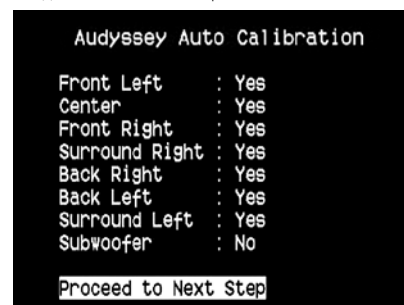 Audyssey Auto Calibration
Front Left : Yes
Center : Yes
Front Right : Yes
Surround Right : Yes
Back Right : Yes
Back Left : Yes
Surround Left : Yes
Subwoofer : No
Proceed to Next Step